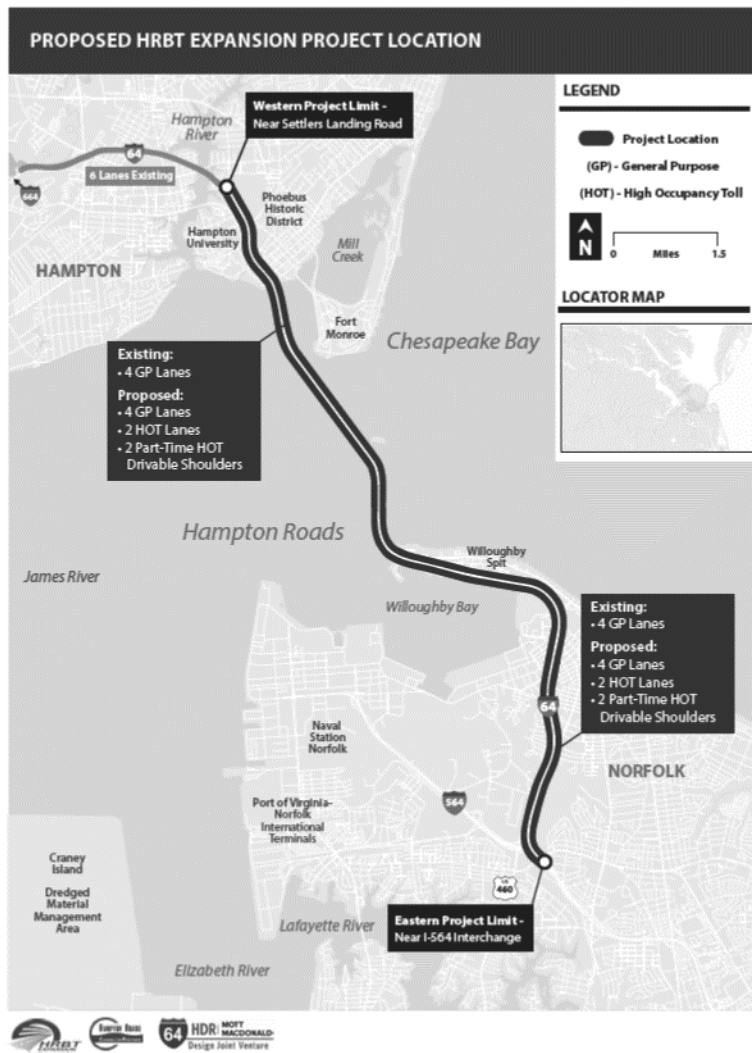 PROPOSED HRBT EXPANSION PROJECT LOCATION
LEGEND
Project Location
(GP) - General Purpose
(HOT) - High Occupancy Toll
N
0 Miles 1.5
LOCATOR MAP
Western Project Limit -
Near Settlers Landing Road
Hampton
River
64
6 Lanes Existing
664
Phoebus
Historic
District
Hampton
University
Mill
Creek
HAMPTON
Fort
Monroe
Chesapeake Bay
Existing:
• 4 GP Lanes
Proposed:
• 4 GP Lanes
• 2 HOT Lanes
• 2 Part-Time HOT
Drivable Shoulders
Hampton Roads
James River
Willoughby
Spit
Willoughby Bay
Existing:
• 4 GP Lanes
Proposed:
• 4 GP Lanes
• 2 HOT Lanes
• 2 Part-Time HOT
Drivable Shoulders
64
Naval
Station
Norfolk
NORFOLK
564
Port of Virginia-
Norfolk
International
Terminals
Craney
Island
Dredged
Material
Management
Area
US
460
Lafayette River
Eastern Project Limit -
Near I-564 Interchange
Elizabeth River
HRBT
EXPANSION
HAMPTON ROADS
64
HDR MOTT
MACDONALD
Design Joint Venture